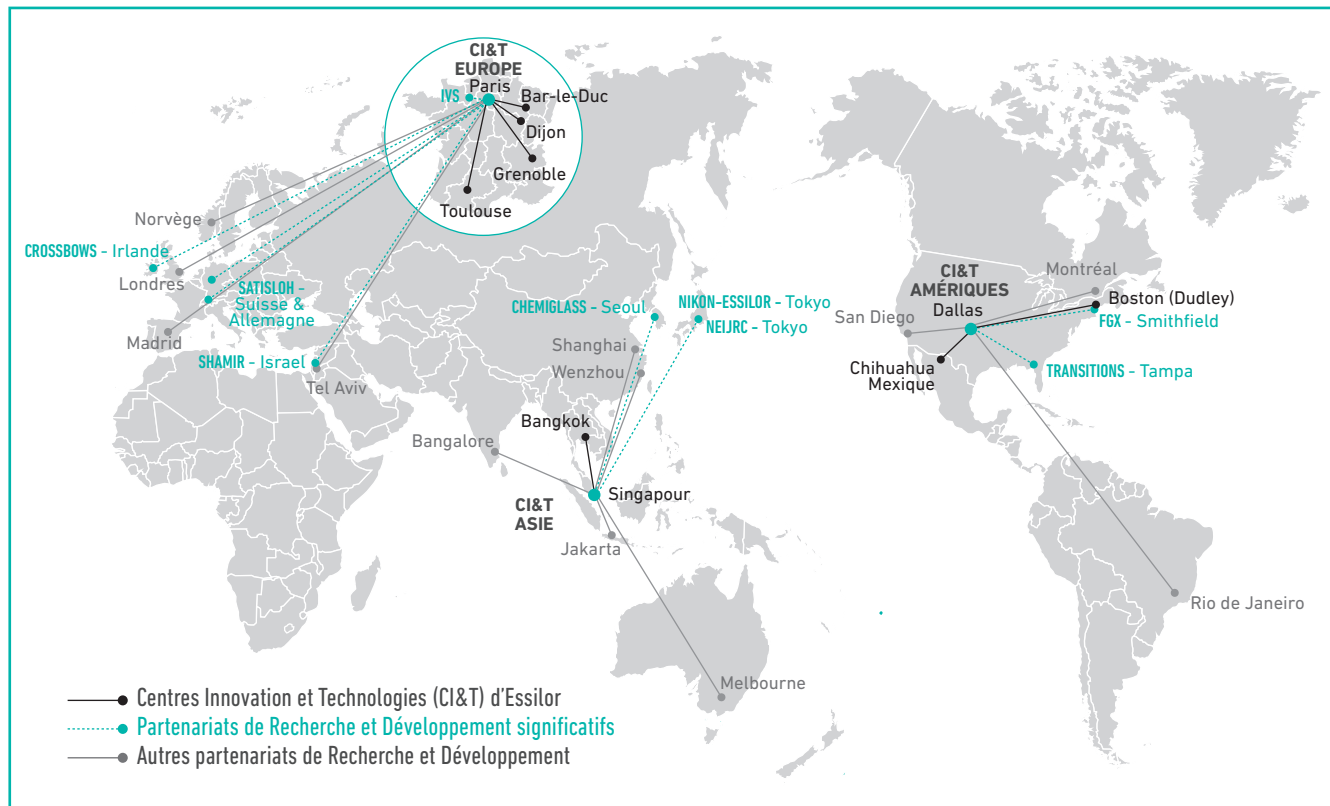 CI&T
EUROPE
Paris
IVS
Bar-le-Duc
Dijon
Grenoble
Toulouse
Norvège
CROSSBOWS - Irlande
Londres
SATISLOH -
Suisse &
Allemagne
Madrid
SHAMIR - Israel
Tel Aviv
CHEMIGLASS - Seoul
NIKON-ESSILOR - Tokyo
NEIJRC - Tokyo
Shanghai
Wenzhou
Bangkok
Bangalore
Singapour
CI&T
ASIE
Jakarta
Melbourne
CI&T
AMÉRIQUES
Dallas
Montréal
Boston (Dudley)
FGX - Smithfield
San Diego
Chihuahua
Mexique
TRANSITIONS - Tampa
Rio de Janeiro
Centres Innovation et Technologies (CI&T) d’Essilor
Partenariats de Recherche et Développement significatifs
Autres partenariats de Recherche et Développement